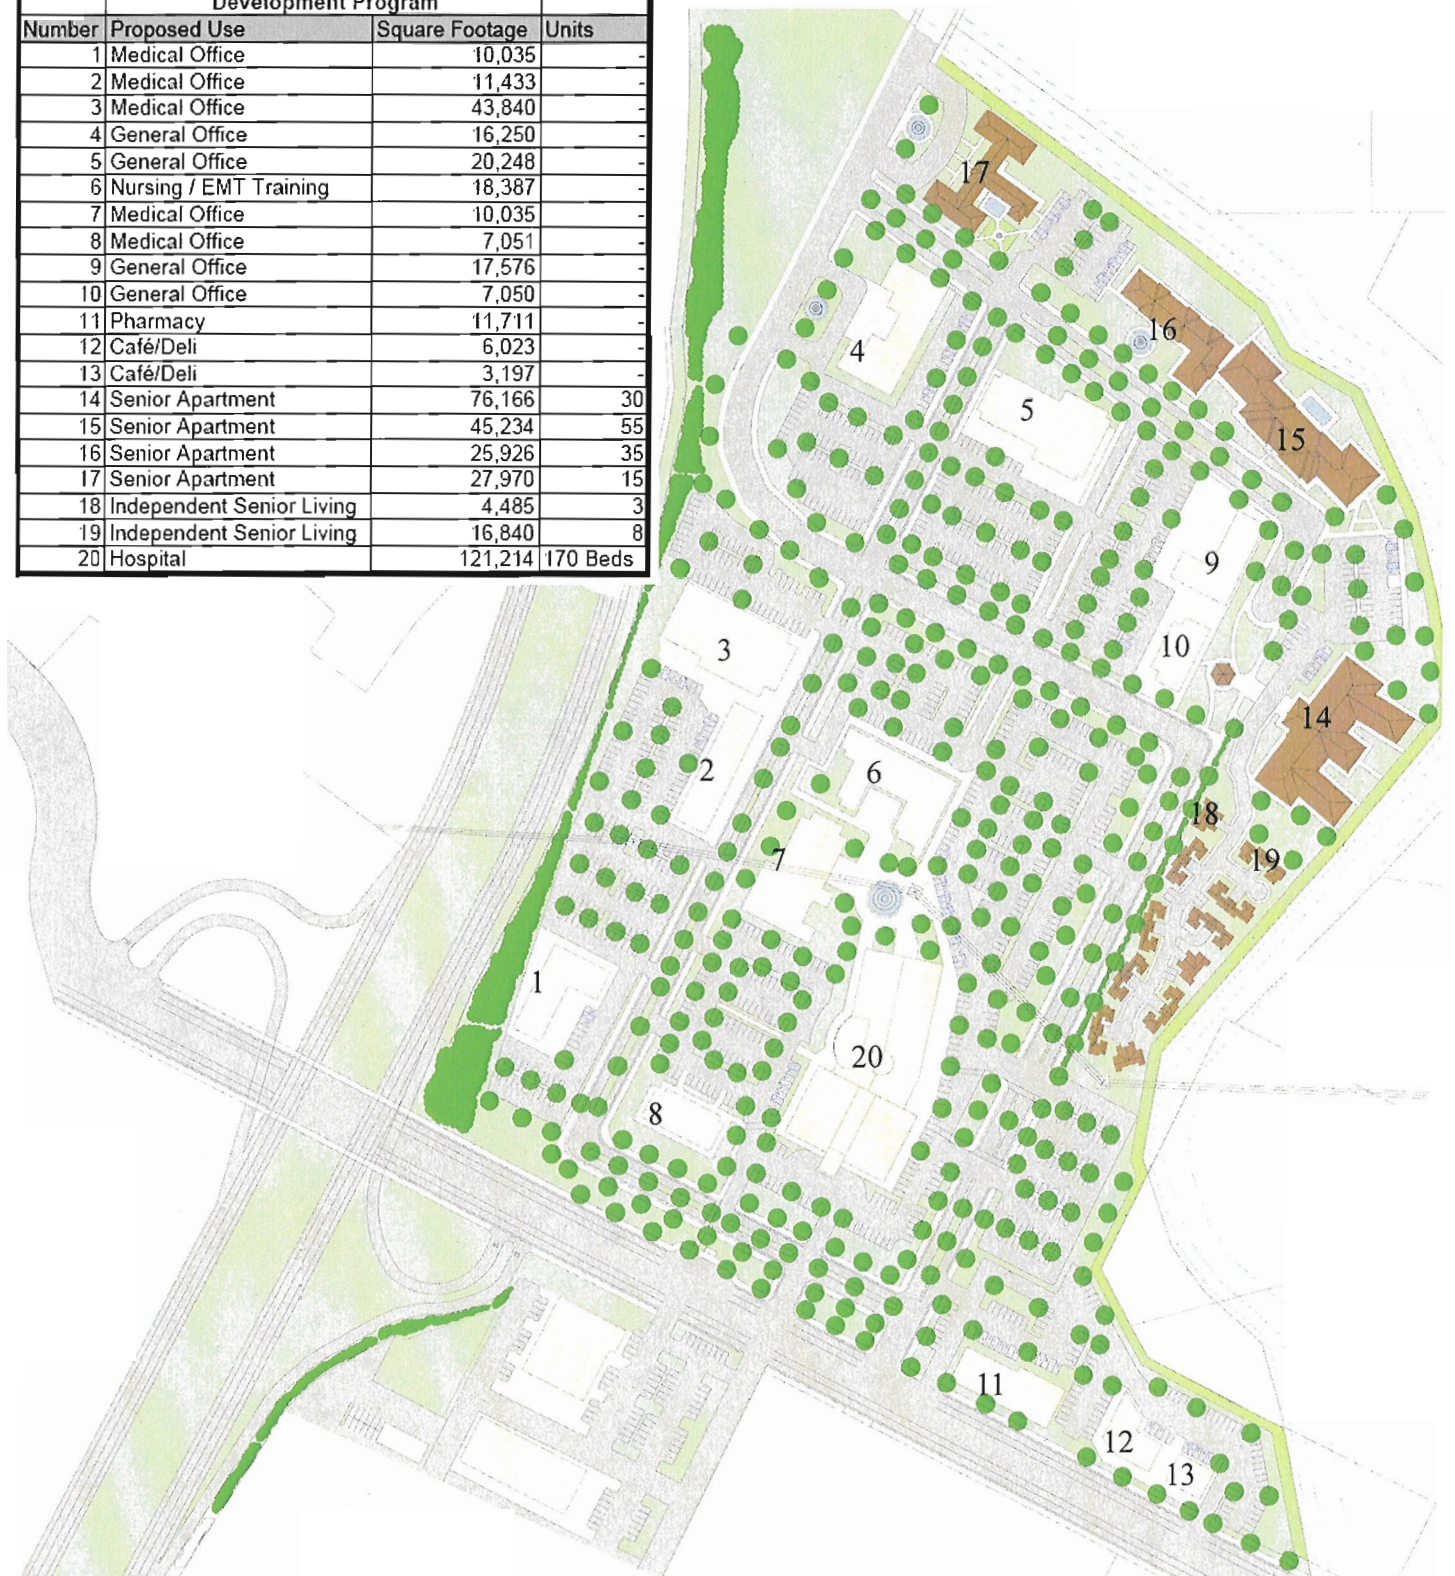 Development Program
Number Proposed Use Square Footage Units
1 Medical Office 10,035 -
2 Medical Office 11,433 -
3 Medical Office 43,840 -
4 General Office 16,250 -
5 General Office 20,248 -
6 Nursing / EMT Training 18,387 -
7 Medical Office 10,035 -
8 Medical Office 7,051 -
9 General Office 17,576 -
10 General Office 7,050 -
11 Pharmacy 11,711 -
12 Café/Deli 6,023 -
13 Café/Deli 3,197 -
14 Senior Apartment 76,166 30
15 Senior Apartment 45,234 55
16 Senior Apartment 25,926 35
17 Senior Apartment 27,970 15
18 Independent Senior Living 4,485 3
19 Independent Senior Living 16,840 8
20 Hospital 121,214 170 Beds
17
16
4
5
15
9
3
10
14
2
6
18
7
19
1
20
8
11
12
13